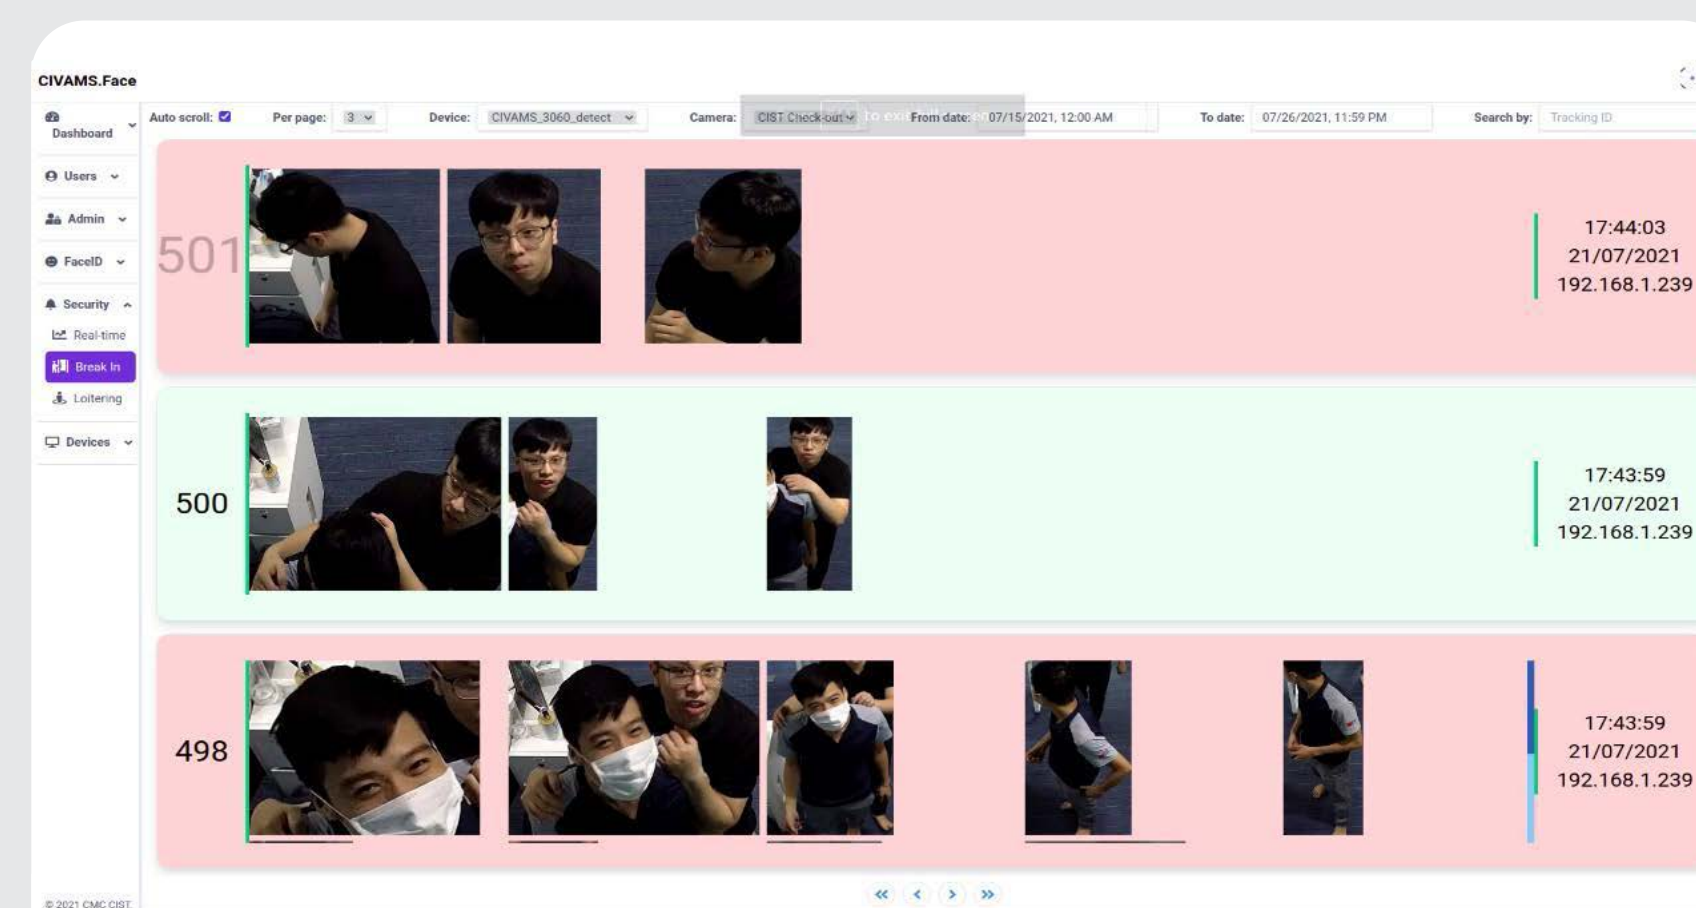 CIVAMS.Face
Dashboard
Auto scroll:
Per page: 3
Device: CIVAMS_3060_detect
Camera: CIST Check-out
From date: 07/15/2021, 12:00 AM
To date: 07/26/2021, 11:59 PM
Search by: Tracking ID
Users
Admin
FaceID
Security
Real-time
Break In
Loitering
Devices
501
17:44:03
21/07/2021
192.168.1.239
500
17:43:59
21/07/2021
192.168.1.239
498
17:43:59
21/07/2021
192.168.1.239
© 2021 CMC CIST.